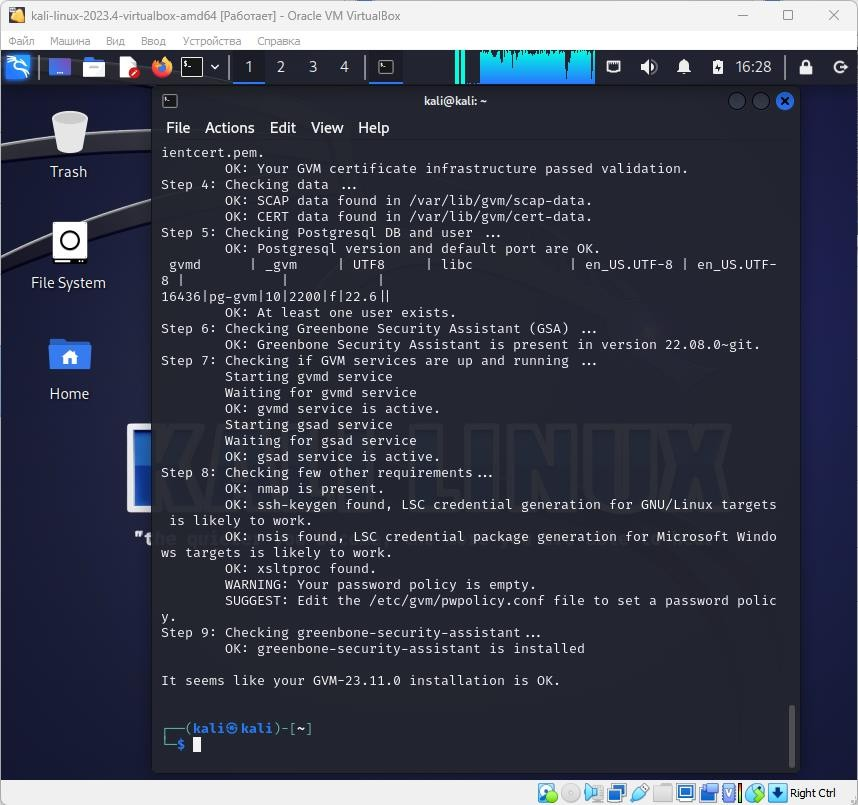 kali-linux-2023.4-virtualbox-amd64 [Работает] - Oracle VM VirtualBox
Файл Машина Вид Ввод Устройства Справка
1 2 3 4 16:28
kali@kali: ~
File Actions Edit View Help
Trash
File System
Home
ientcert.pem.
OK: Your GVM certificate infrastructure passed validation.
Step 4: Checking data ...
OK: SCAP data found in /var/lib/gvm/scap-data.
OK: CERT data found in /var/lib/gvm/cert-data.
Step 5: Checking Postgresql DB and user ...
OK: Postgresql version and default port are OK.
gvmd | _gvm | UTF8 | libc | en_US.UTF-8 | en_US.UTF-
8 | | |
16436|pg-gvm|10|2200|f|22.6||
OK: At least one user exists.
Step 6: Checking Greenbone Security Assistant (GSA) ...
OK: Greenbone Security Assistant is present in version 22.08.0~git.
Step 7: Checking if GVM services are up and running ...
Starting gvmd service
Waiting for gvmd service
OK: gvmd service is active.
Starting gsad service
Waiting for gsad service
OK: gsad service is active.
Step 8: Checking few other requirements...
OK: nmap is present.
OK: ssh-keygen found, LSC credential generation for GNU/Linux targets
is likely to work.
OK: nsis found, LSC credential package generation for Microsoft Windo
ws targets is likely to work.
OK: xsltproc found.
WARNING: Your password policy is empty.
SUGGEST: Edit the /etc/gvm/pwpolicy.conf file to set a password polic
y.
Step 9: Checking greenbone-security-assistant...
OK: greenbone-security-assistant is installed
It seems like your GVM-23.11.0 installation is OK.
┌──(kali㉿kali)-[~]
└─$
KALI LINUX
"the quieter
Right Ctrl